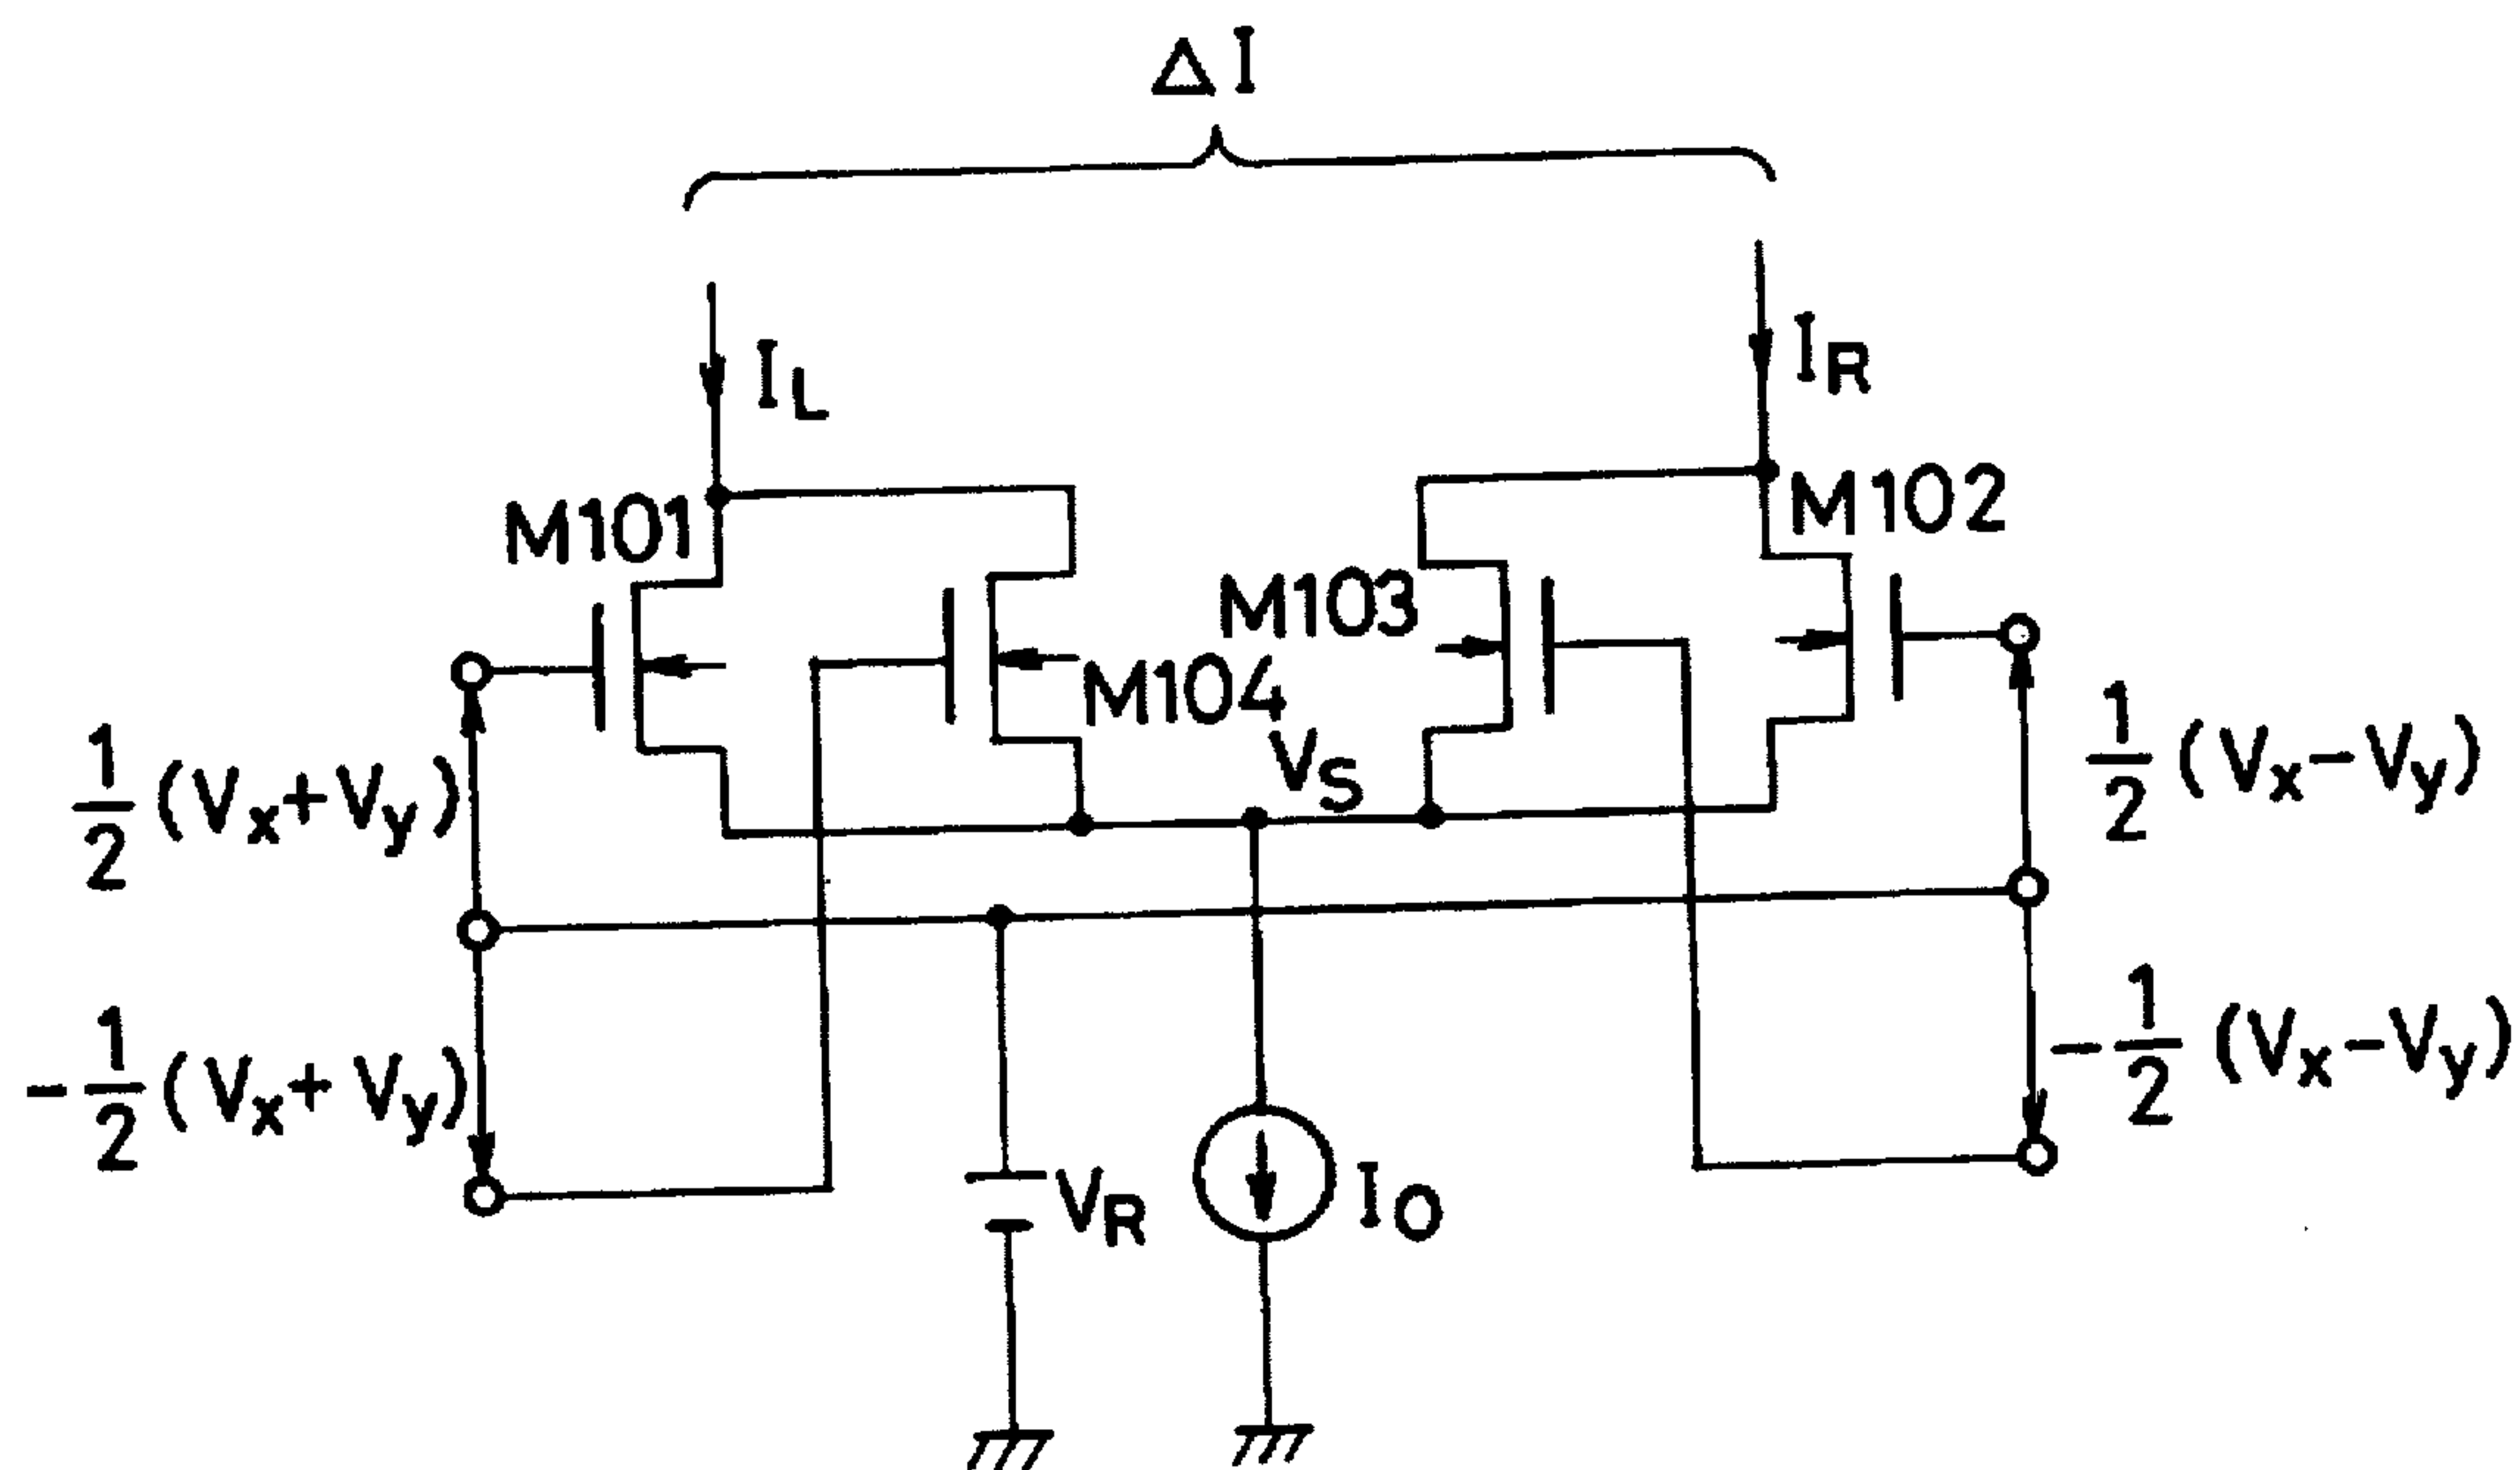 ΔI
I_L
I_R
M101
M102
M103
M104
V_S
1/2 (V_x+V_y)
1/2 (V_x-V_y)
-1/2 (V_x+V_y)
-1/2 (V_x-V_y)
V_R
I_O